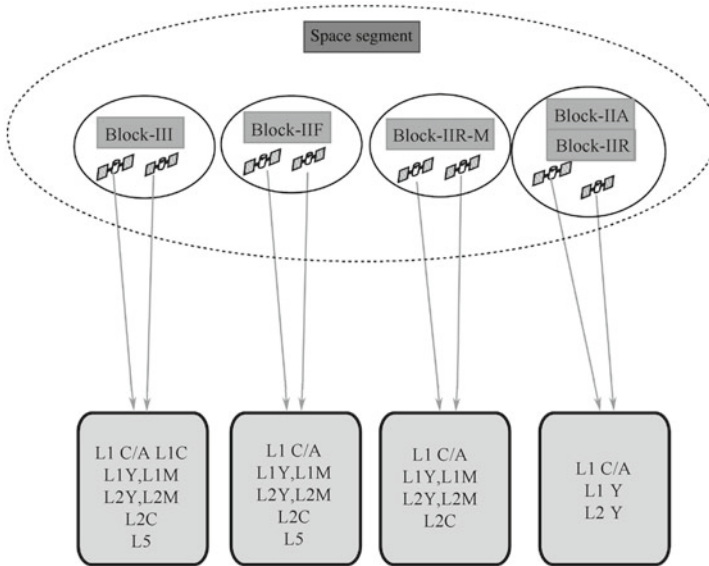 Space segment
Block-III
Block-IIF
Block-IIR-M
Block-IIA
Block-IIR
L1 C/A L1C
L1Y,L1M
L2Y,L2M
L2C
L5
L1 C/A
L1Y,L1M
L2Y,L2M
L2C
L5
L1 C/A
L1Y,L1M
L2Y,L2M
L2C
L1 C/A
L1 Y
L2 Y